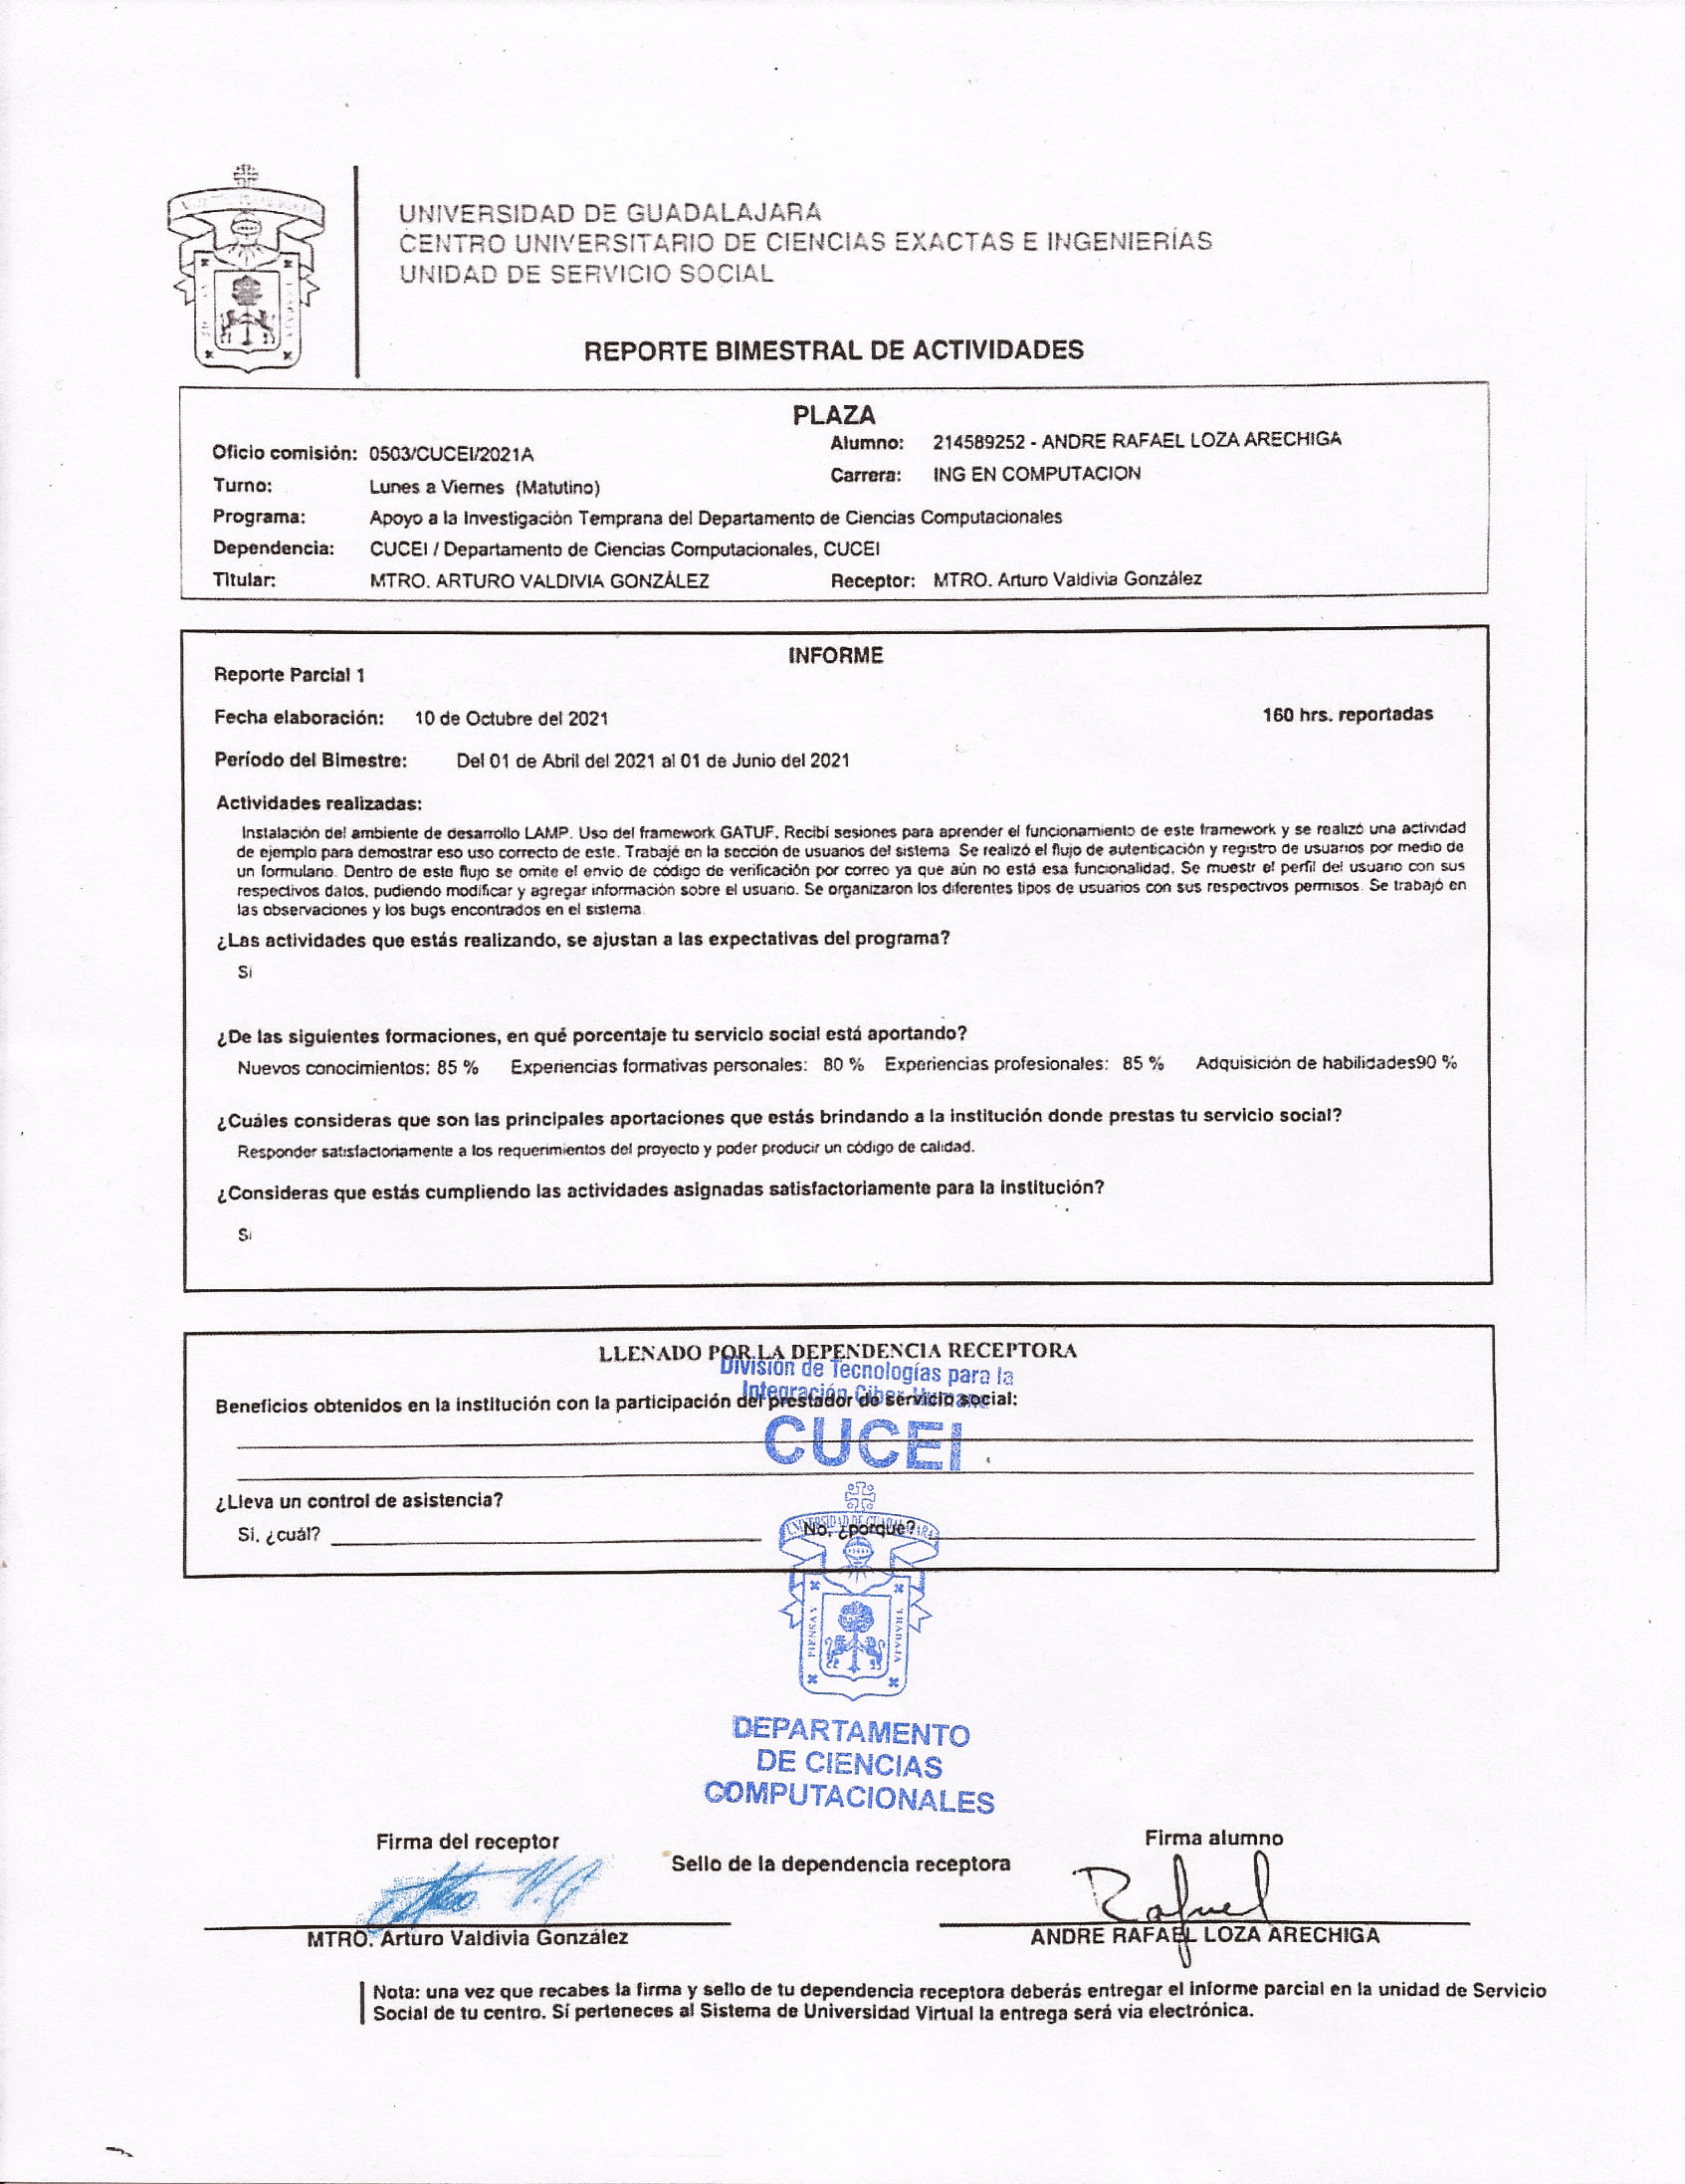 UNIVERSIDAD DE GUADALAJARA
CENTRO UNIVERSITARIO DE CIENCIAS EXACTAS E INGENIERÍAS
UNIDAD DE SERVICIO SOCIAL
REPORTE BIMESTRAL DE ACTIVIDADES
PLAZA
Oficio comisión: 0503/CUCEI/2021A Alumno: 214589252 - ANDRE RAFAEL LOZA ARECHIGA
Turno: Lunes a Viernes (Matutino) Carrera: ING EN COMPUTACION
Programa: Apoyo a la Investigación Temprana del Departamento de Ciencias Computacionales
Dependencia: CUCEI / Departamento de Ciencias Computacionales, CUCEI
Titular: MTRO. ARTURO VALDIVIA GONZÁLEZ Receptor: MTRO. Arturo Valdivia González
INFORME
Reporte Parcial 1
Fecha elaboración: 10 de Octubre del 2021 160 hrs. reportadas
Período del Bimestre: Del 01 de Abril del 2021 al 01 de Junio del 2021
Actividades realizadas:
Instalación del ambiente de desarrollo LAMP. Uso del framework GATUF. Recibí sesiones para aprender el funcionamiento de este framework y se realizó una actividad
de ejemplo para demostrar eso uso correcto de este. Trabajé en la sección de usuarios del sistema. Se realizó el flujo de autenticación y registro de usuarios por medio de
un formulario. Dentro de este flujo se omite el envío de código de verificación por correo ya que aún no está esa funcionalidad. Se muestr el perfil del usuario con sus
respectivos datos, pudiendo modificar y agregar información sobre el usuario. Se organizaron los diferentes tipos de usuarios con sus respectivos permisos. Se trabajó en
las observaciones y los bugs encontrados en el sistema.
¿Las actividades que estás realizando, se ajustan a las expectativas del programa?
Si
¿De las siguientes formaciones, en qué porcentaje tu servicio social está aportando?
Nuevos conocimientos: 85 % Experiencias formativas personales: 80 % Experiencias profesionales: 85 % Adquisición de habilidades90 %
¿Cuáles consideras que son las principales aportaciones que estás brindando a la institución donde prestas tu servicio social?
Responder satisfactoriamente a los requerimientos del proyecto y poder producir un código de calidad.
¿Consideras que estás cumpliendo las actividades asignadas satisfactoriamente para la institución?
Si
LLENADO POR LA DEPENDENCIA RECEPTORA
División de Tecnologías para la
Integración Ciber-Humana
Beneficios obtenidos en la institución con la participación del prestador de servicio social:
CUCEI
¿Lleva un control de asistencia?
UNIVERSIDAD DE GUADALAJARA
Si, ¿cuál? No, ¿porque?
PIENSA Y TRABAJA
DEPARTAMENTO
DE CIENCIAS
COMPUTACIONALES
Firma del receptor Firma alumno
Sello de la dependencia receptora
Rafael
MTRO. Arturo Valdivia González ANDRE RAFAEL LOZA ARECHIGA
Nota: una vez que recabes la firma y sello de tu dependencia receptora deberás entregar el informe parcial en la unidad de Servicio
Social de tu centro. Sí perteneces al Sistema de Universidad Virtual la entrega será vía electrónica.